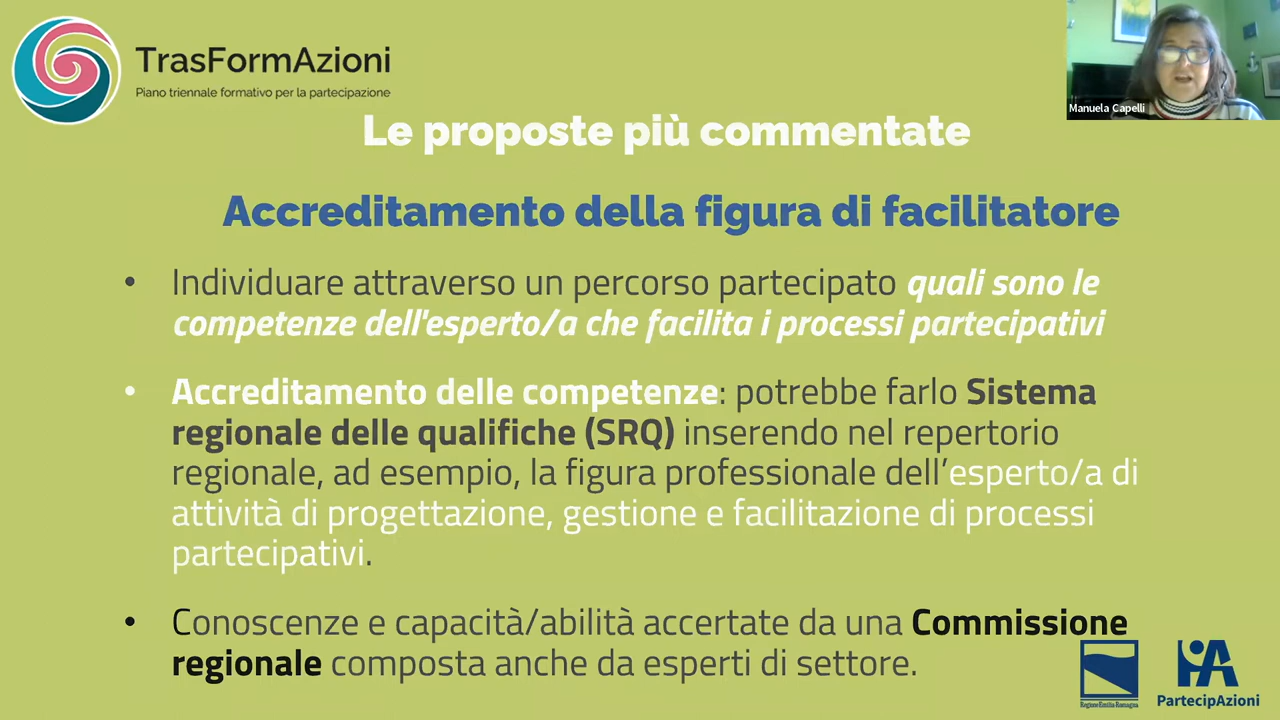 TrasFormAzioni
Piano triennale formativo per la partecipazione
Manuela Capelli
Le proposte più commentate
Accreditamento della figura di facilitatore
• Individuare attraverso un percorso partecipato quali sono le
competenze dell'esperto/a che facilita i processi partecipativi
• Accreditamento delle competenze: potrebbe farlo Sistema
regionale delle qualifiche (SRQ) inserendo nel repertorio
regionale, ad esempio, la figura professionale dell’esperto/a di
attività di progettazione, gestione e facilitazione di processi
partecipativi.
• Conoscenze e capacità/abilità accertate da una Commissione
regionale composta anche da esperti di settore.
RegioneEmilia-Romagna
PA
PartecipAzioni